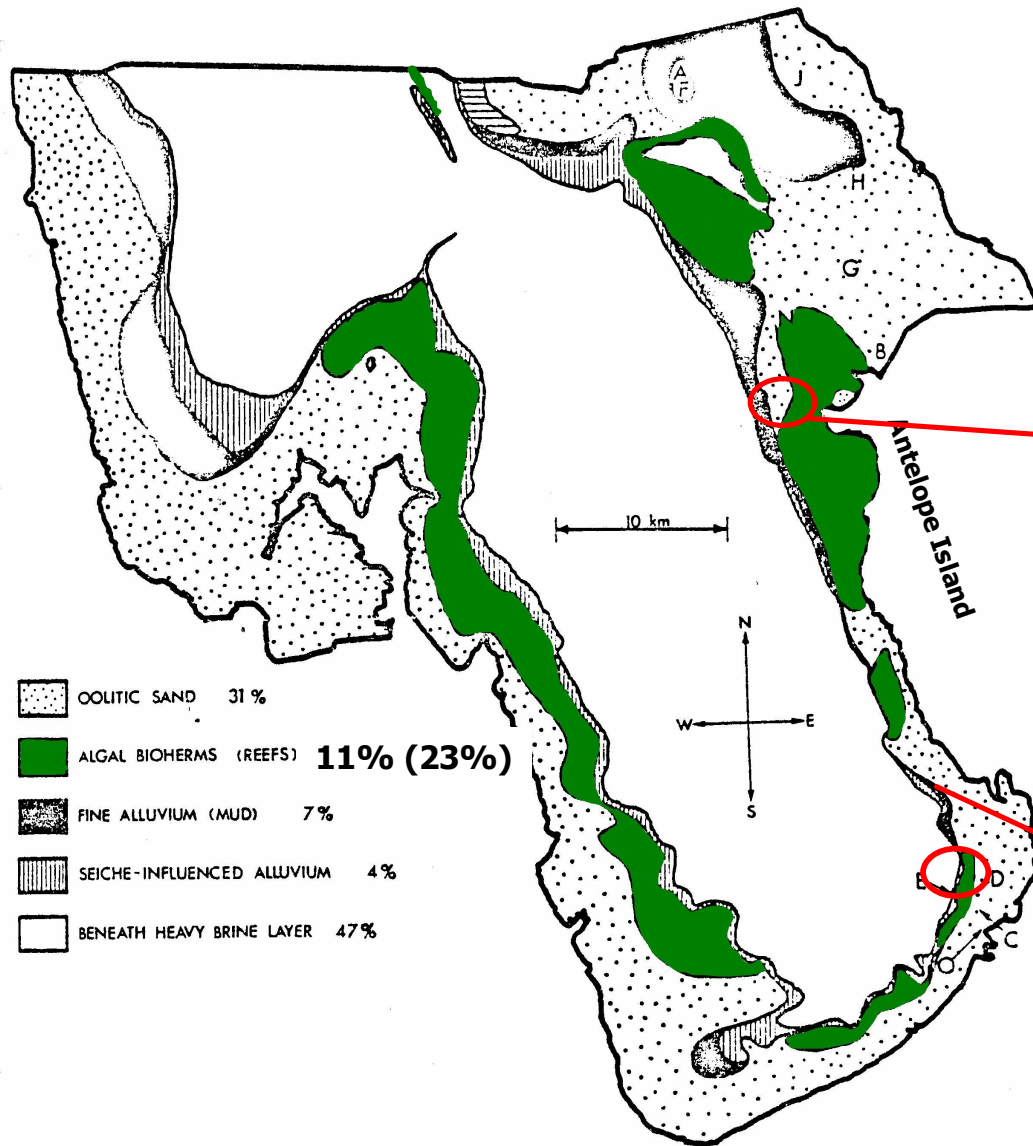 A
F
J
H
G
B
Antelope Island
10 km
N
W E
S
OOLITIC SAND 31%
ALGAL BIOHERMS (REEFS) 11% (23%)
FINE ALLUVIUM (MUD) 7%
SEICHE-INFLUENCED ALLUVIUM 4%
BENEATH HEAVY BRINE LAYER 47%
E D
C
O